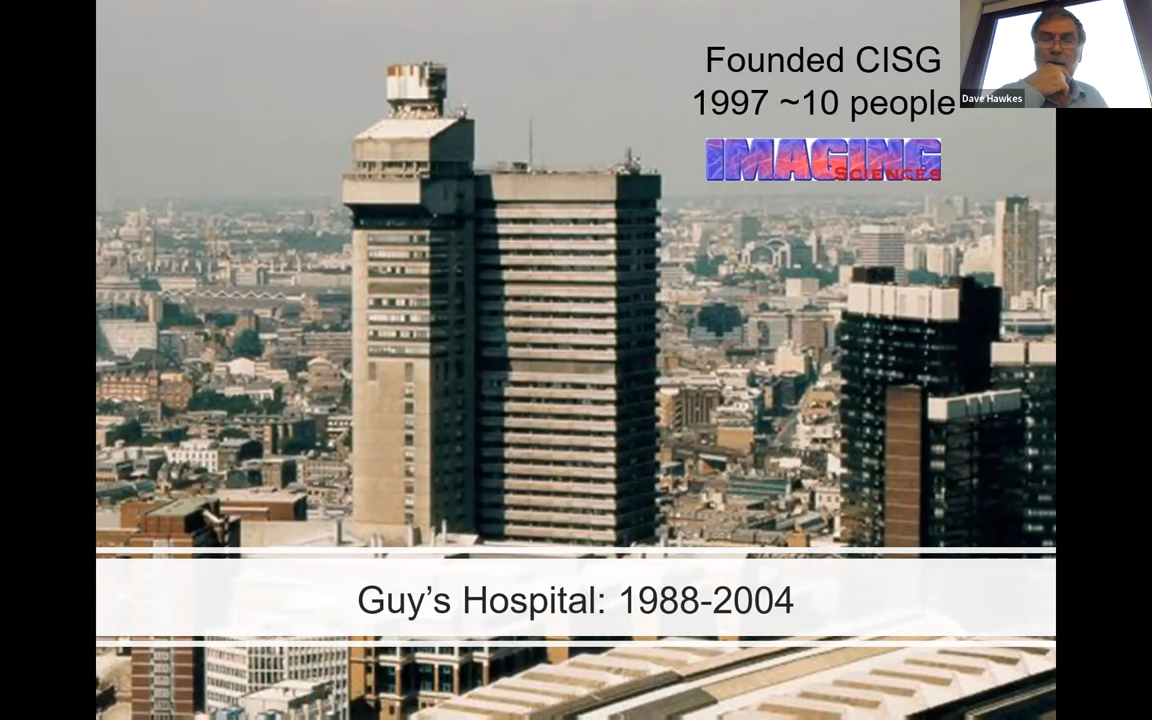 Founded CISG
1997 ~10 people
Dave Hawkes
IMAGING
SCIENCES
Guy's Hospital: 1988-2004